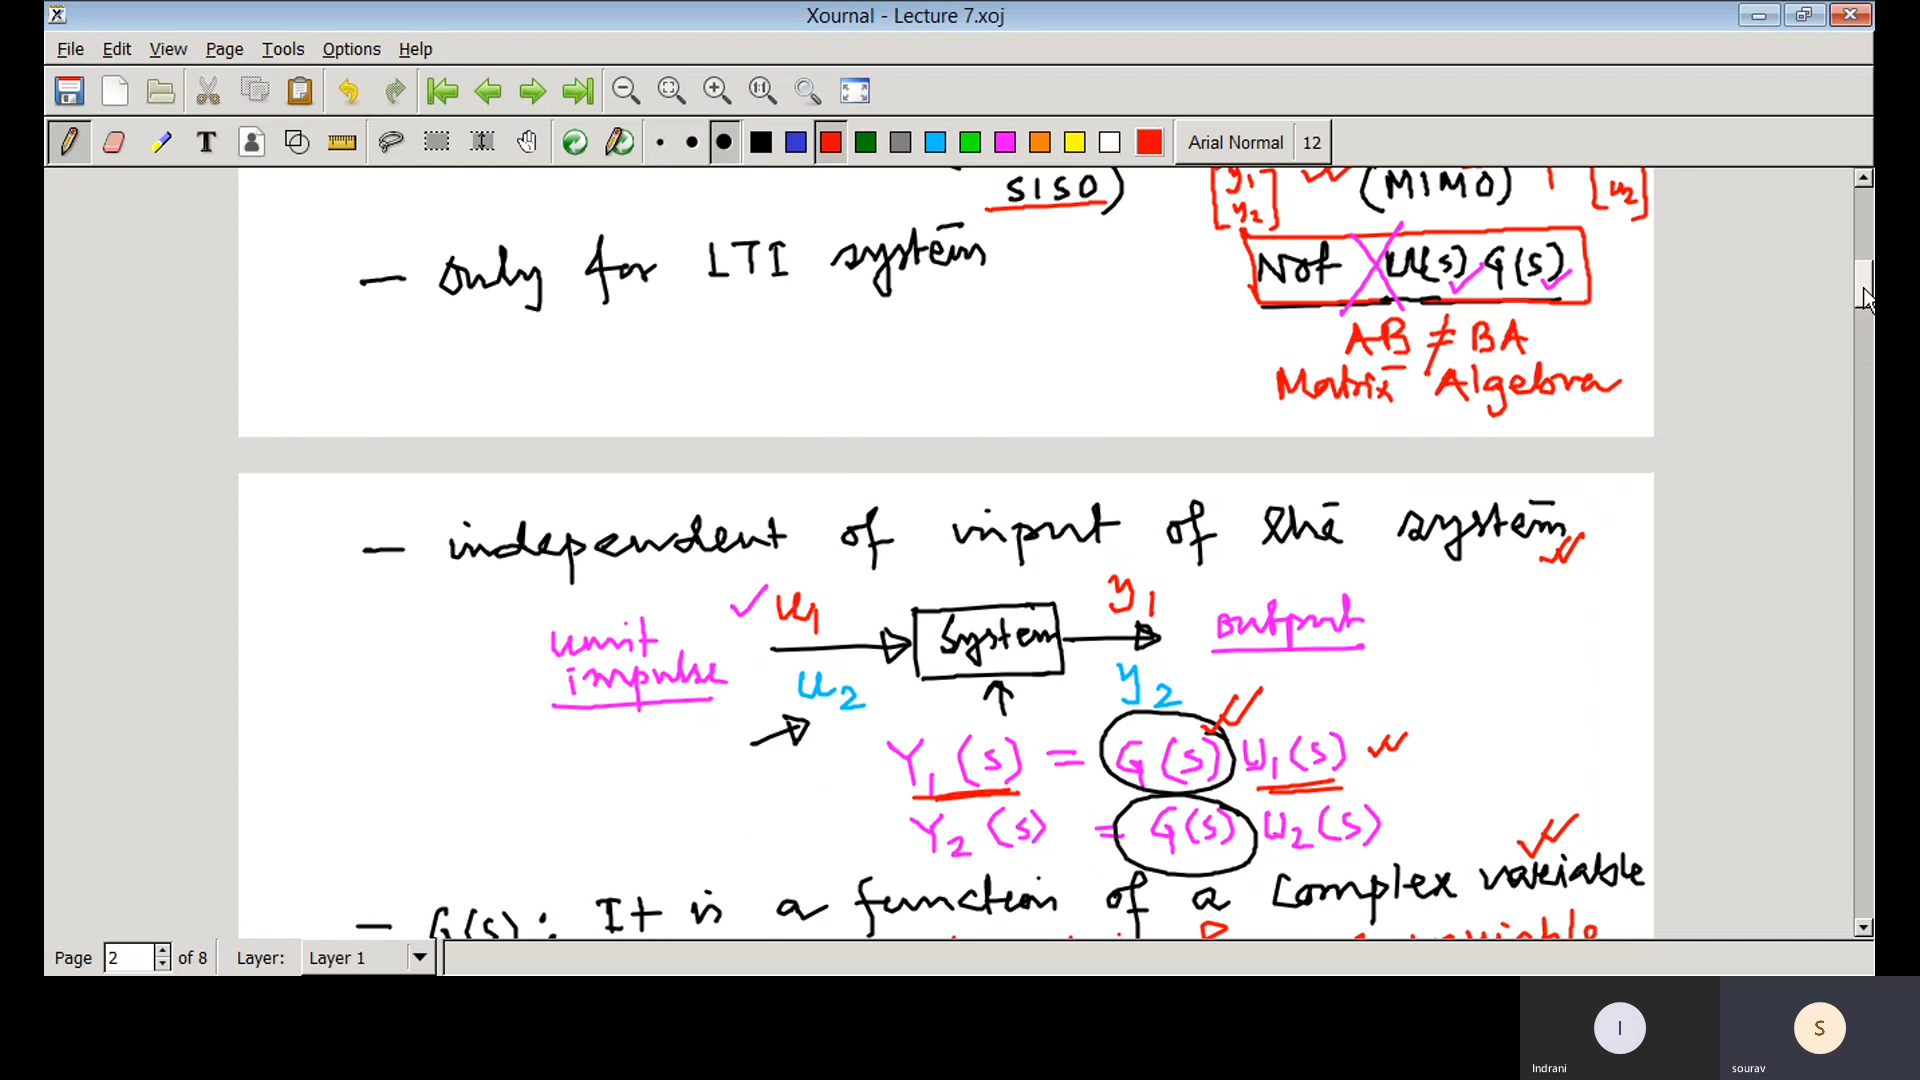 Xournal - Lecture 7.xoj
File Edit View Page Tools Options Help
Arial Normal 12
SISO)
[y1 y2]
(MIMO)
u2]
- Only for LTI system
Not U(s) G(s)
AB ≠ BA
Matrix Algebra
- independent of input of the system
unit impulse
u1
System
y1
output
u2
y2
Y1(s) = G(s) U1(s)
Y2(s) = G(s) U2(s)
- G(s): It is a function of a complex variable
variable
Page 2 of 8 Layer: Layer 1
I
S
Indrani
sourav